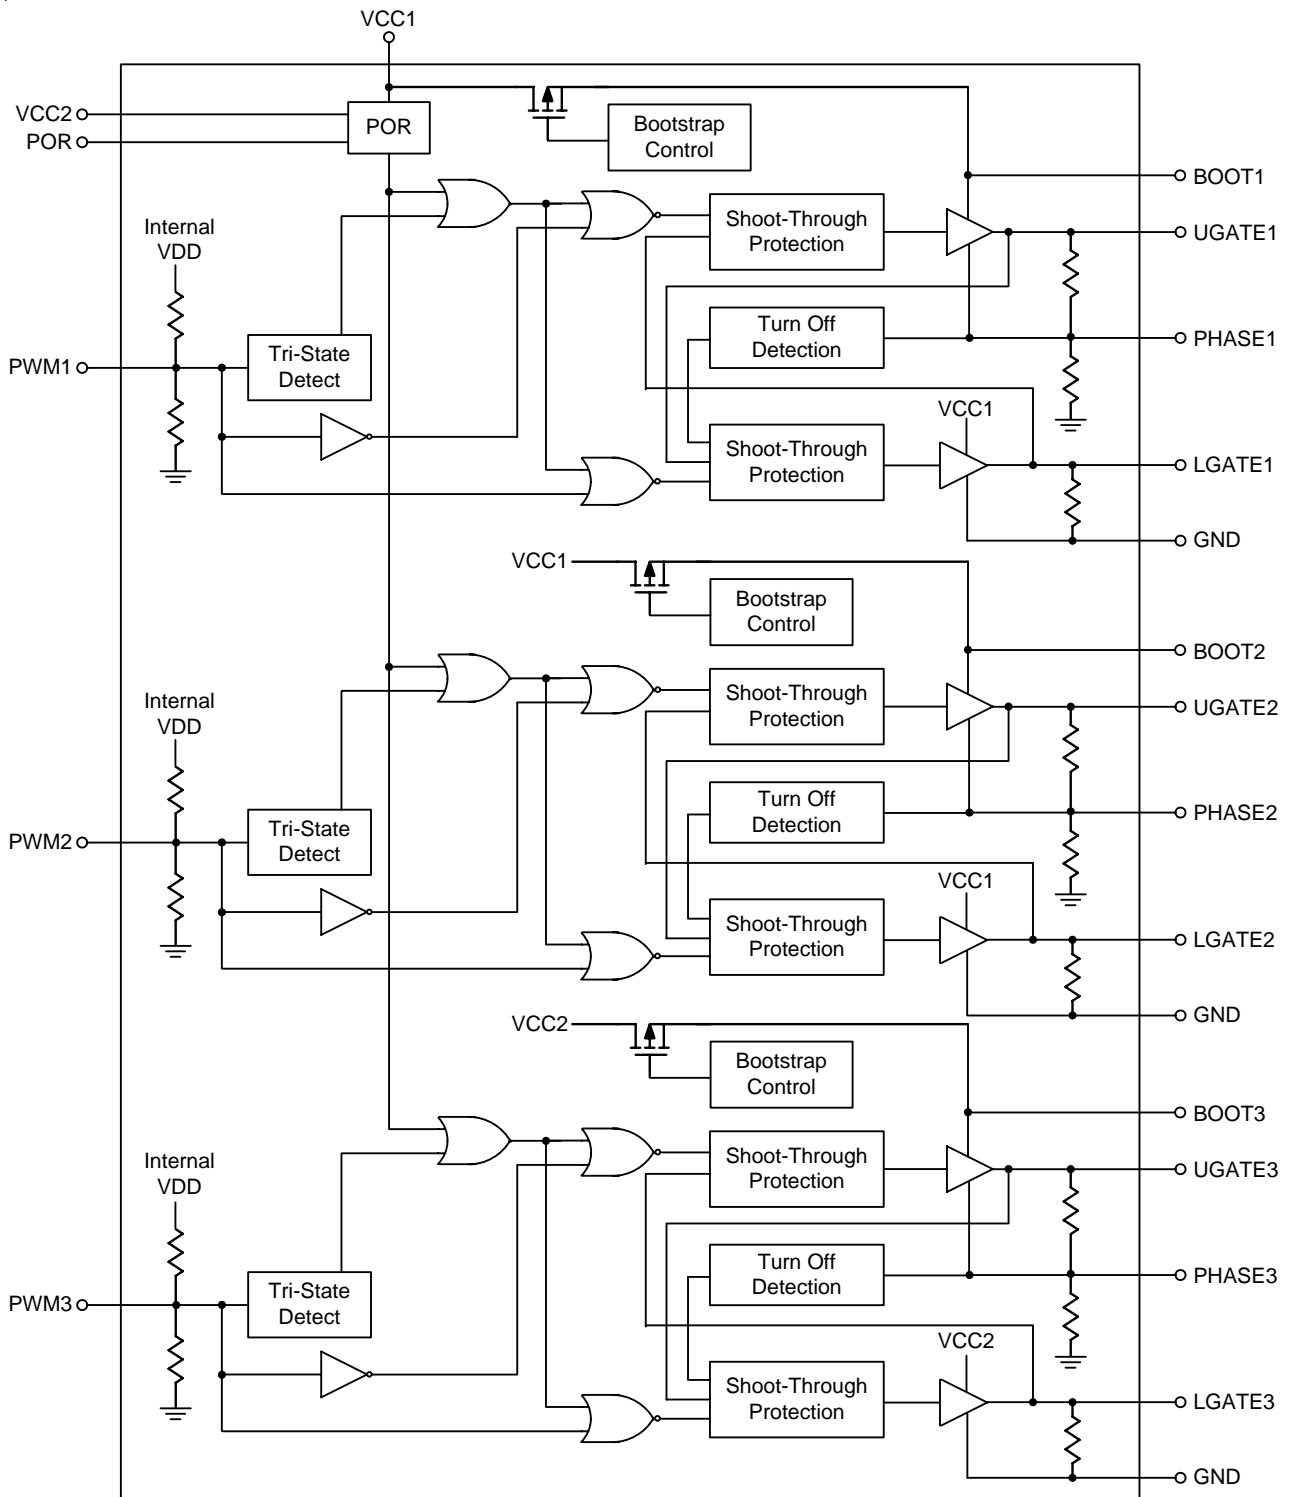 VCC1
VCC2
POR
POR
Bootstrap
Control
BOOT1
Internal
VDD
Shoot-Through
Protection
UGATE1
Turn Off
Detection
PHASE1
PWM1
Tri-State
Detect
VCC1
Shoot-Through
Protection
LGATE1
GND
VCC1
Bootstrap
Control
BOOT2
Internal
VDD
Shoot-Through
Protection
UGATE2
Turn Off
Detection
PHASE2
PWM2
Tri-State
Detect
VCC1
Shoot-Through
Protection
LGATE2
GND
VCC2
Bootstrap
Control
BOOT3
Internal
VDD
Shoot-Through
Protection
UGATE3
Turn Off
Detection
PHASE3
PWM3
Tri-State
Detect
VCC2
Shoot-Through
Protection
LGATE3
GND